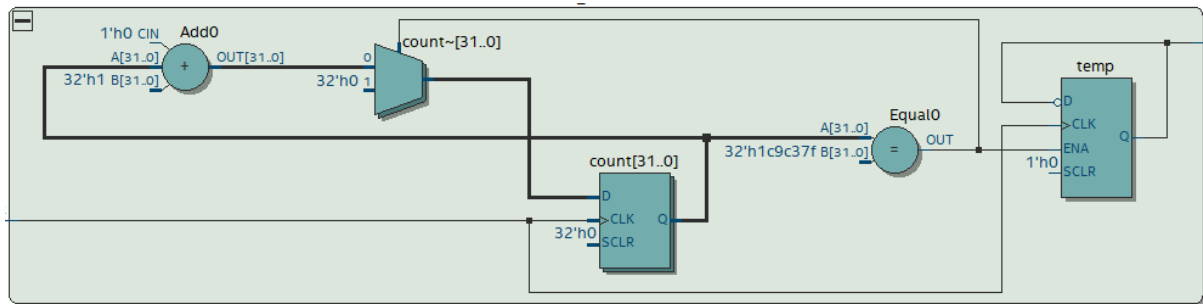 1'h0 CIN
Add0
A[31..0]
OUT[31..0]
32'h1 B[31..0]
+
count~[31..0]
0
32'h0 1
temp
D
CLK
Q
ENA
1'h0
SCLR
Equal0
A[31..0]
OUT
32'h1c9c37f B[31..0]
=
count[31..0]
D
CLK
Q
32'h0
SCLR